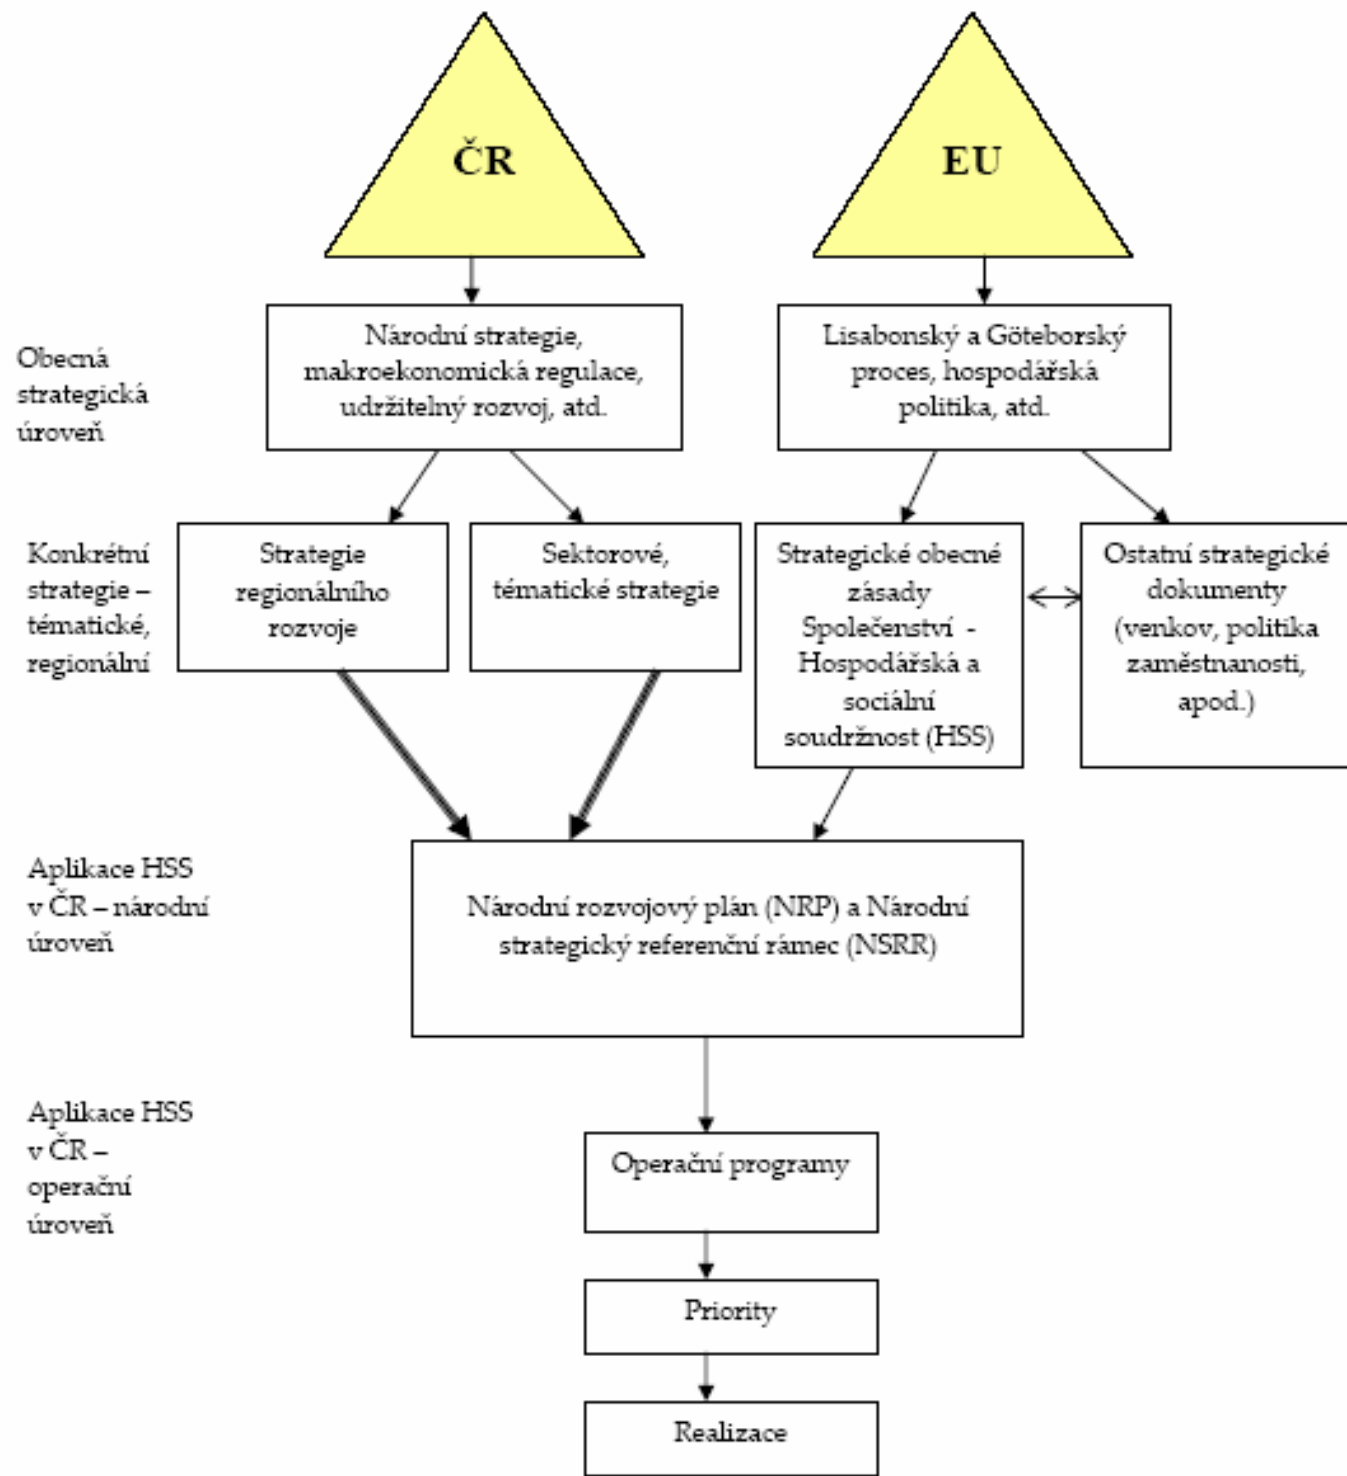 ČR
EU
Obecná
strategická
úroveň
Národní strategie,
makroekonomická regulace,
udržitelný rozvoj, atd.
Lisabonský a Göteborský
proces, hospodářská
politika, atd.
Konkrétní
strategie –
tématické,
regionální
Strategie
regionálního
rozvoje
Sektorové,
tématické strategie
Strategické obecné
zásady
Společenství -
Hospodářská a
sociální
soudržnost (HSS)
Ostatní strategické
dokumenty
(venkov, politika
zaměstnanosti,
apod.)
Aplikace HSS
v ČR – národní
úroveň
Národní rozvojový plán (NRP) a Národní
strategický referenční rámec (NSRR)
Aplikace HSS
v ČR –
operační
úroveň
Operační programy
Priority
Realizace